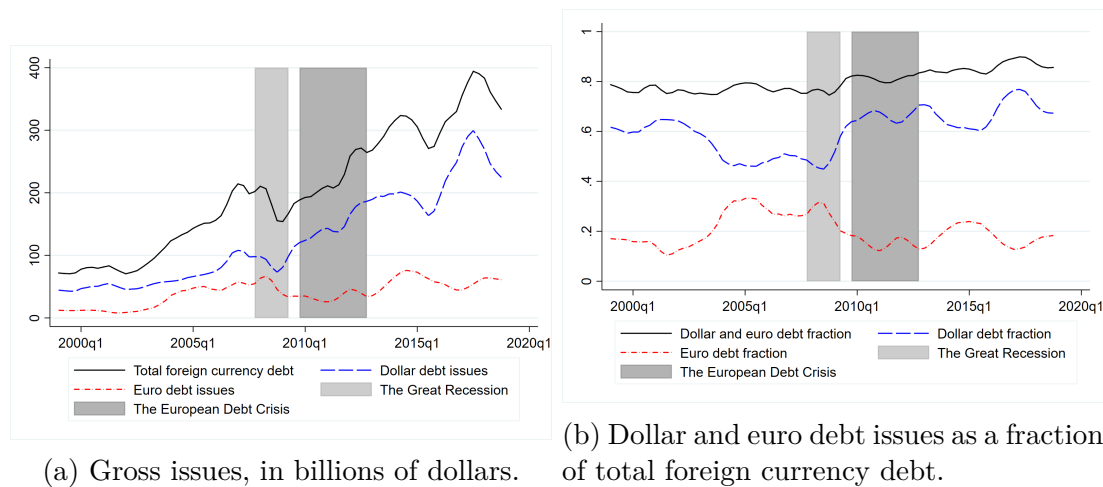 400
300
200
100
0
2000q1 2005q1 2010q1 2015q1 2020q1
Total foreign currency debt Dollar debt issues
Euro debt issues The Great Recession
The European Debt Crisis
(a) Gross issues, in billions of dollars.
1
.8
.6
.4
.2
0
2000q1 2005q1 2010q1 2015q1 2020q1
Dollar and euro debt fraction Dollar debt fraction
Euro debt fraction The Great Recession
The European Debt Crisis
(b) Dollar and euro debt issues as a fraction
of total foreign currency debt.